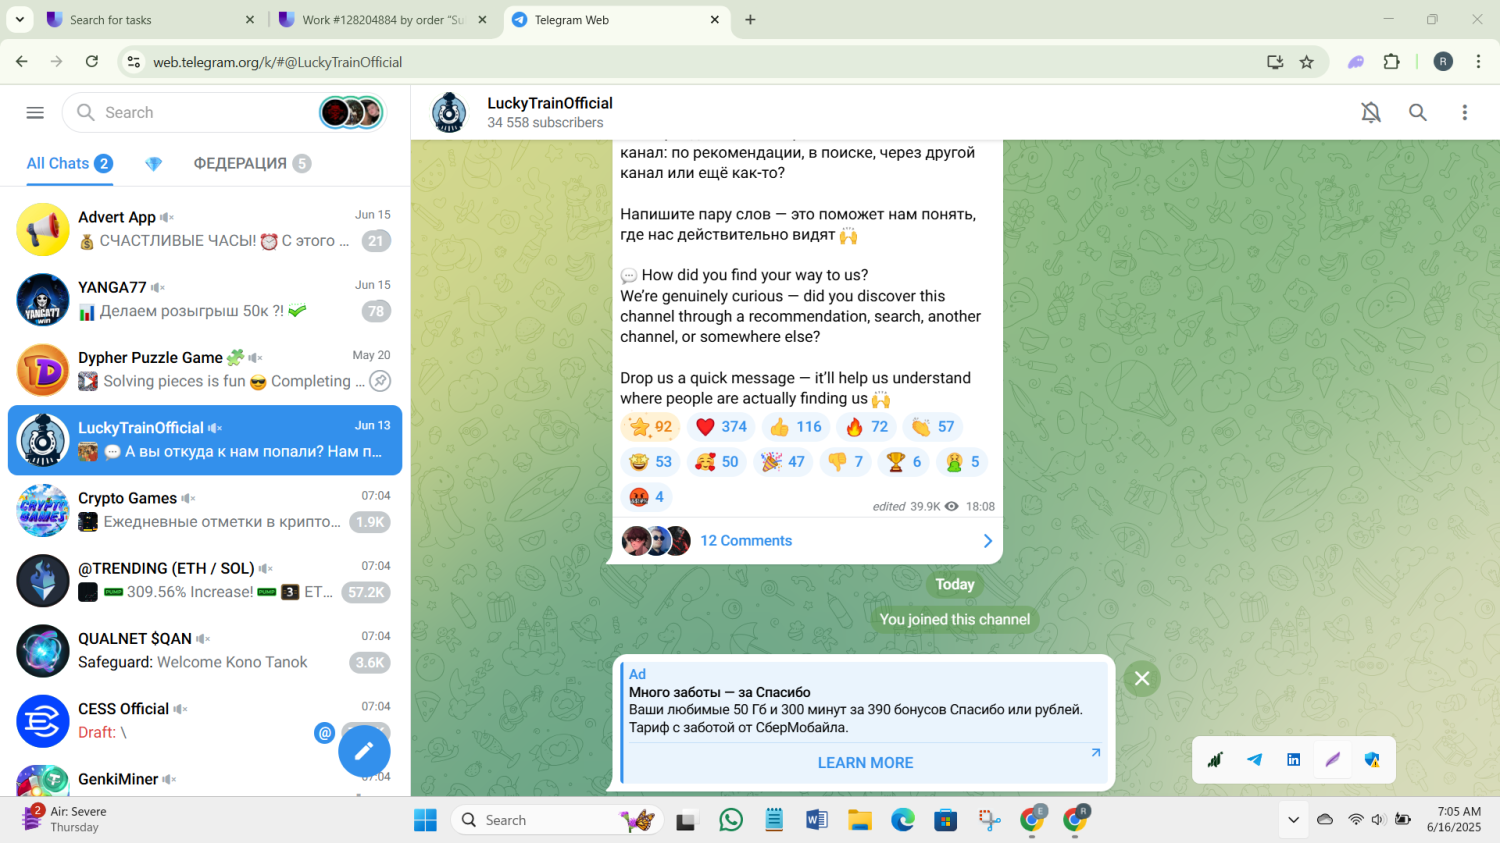 Search for tasks
Work #128204884 by order "Su
Telegram Web
web.telegram.org/k/#@LuckyTrainOfficial
R
Search
LuckyTrainOfficial
34 558 subscribers
All Chats 2
ФЕДЕРАЦИЯ 5
Advert App
Jun 15
СЧАСТЛИВЫЕ ЧАСЫ! С этого ...
21
YANGA77
Jun 15
Делаем розыгрыш 50к ?!
78
Dypher Puzzle Game
May 20
Solving pieces is fun Completing ...
LuckyTrainOfficial
Jun 13
А вы откуда к нам попали? Нам п...
Crypto Games
07:04
Ежедневные отметки в крипто...
1.9K
@TRENDING (ETH / SOL)
07:04
309.56% Increase! PUMP 3 ET...
57.2K
QUALNET $QAN
07:04
Safeguard: Welcome Kono Tanok
3.6K
CESS Official
07:04
Draft: \
@
GenkiMiner
07:04
канал: по рекомендации, в поиске, через другой
канал или ещё как-то?
Напишите пару слов — это поможет нам понять,
где нас действительно видят
How did you find your way to us?
We're genuinely curious — did you discover this
channel through a recommendation, search, another
channel, or somewhere else?
Drop us a quick message — it'll help us understand
where people are actually finding us
92 374 116 72 57
53 50 47 7 6 5
4
edited 39.9K 18:08
12 Comments
Today
You joined this channel
Ad
Много заботы — за Спасибо
Ваши любимые 50 Гб и 300 минут за 390 бонусов Спасибо или рублей.
Тариф с заботой от СберМобайла.
LEARN MORE
2
Air: Severe
Thursday
Search
E
R
7:05 AM
6/16/2025